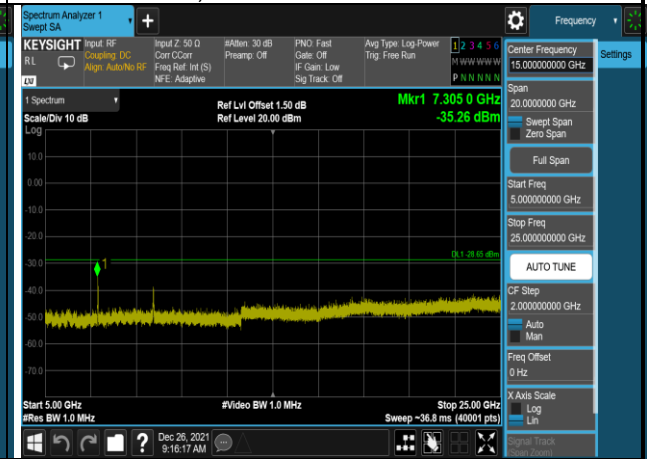 Spectrum Analyzer 1
Swept SA
Frequency
KEYSIGHT
RL
Input: RF
Coupling: DC
Align: Auto/No RF
Input Z: 50 Ω
Corr CCorr
Freq Ref: Int (S)
NFE: Adaptive
#Atten: 30 dB
Preamp: Off
PNO: Fast
Gate: Off
IF Gain: Low
Sig Track: Off
Avg Type: Log-Power
Trig: Free Run
1 2 3 4 5 6
M W W W W W
P N N N N N
LXI
1 Spectrum
Scale/Div 10 dB
Log
Ref Lvl Offset 1.50 dB
Ref Level 20.00 dBm
Mkr1 7.305 0 GHz
-35.26 dBm
10.0
0.00
-10.0
-20.0
-30.0
-40.0
-50.0
-60.0
-70.0
1
DL1 -28.65 dBm
Start 5.00 GHz
#Res BW 1.0 MHz
#Video BW 1.0 MHz
Stop 25.00 GHz
Sweep ~36.8 ms (40001 pts)
Dec 26, 2021
9:16:17 AM
Center Frequency
15.000000000 GHz
Span
20.0000000 GHz
Swept Span
Zero Span
Full Span
Start Freq
5.000000000 GHz
Stop Freq
25.000000000 GHz
AUTO TUNE
CF Step
2.000000000 GHz
Auto
Man
Freq Offset
0 Hz
X Axis Scale
Log
Lin
Signal Track
(Span Zoom)
Settings